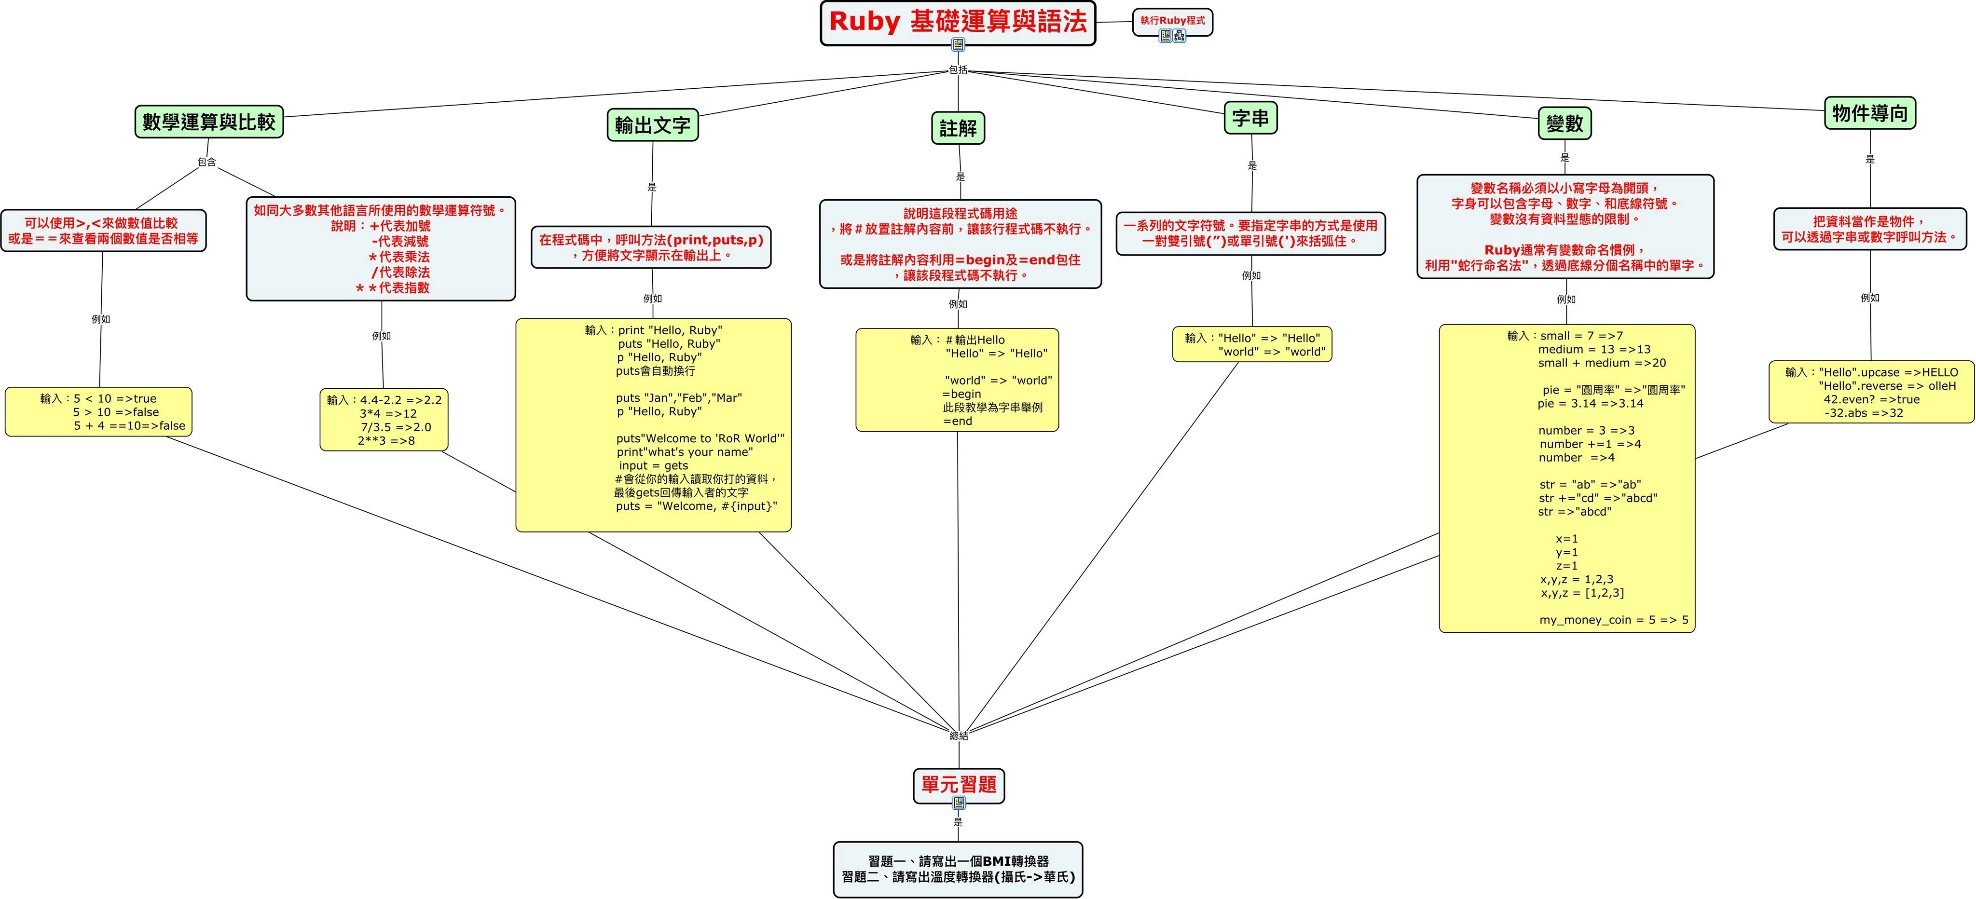 Ruby 基礎運算與語法
執行Ruby程式
包括
數學運算與比較
包含
可以使用>,<來做數值比較
或是==來查看兩個數值是否相等
例如
輸入：5 < 10 =>true
5 > 10 =>false
5 + 4 ==10=>false
如同大多數其他語言所使用的數學運算符號。
說明：+代表加號
-代表減號
*代表乘法
/代表除法
**代表指數
例如
輸入：4.4-2.2 =>2.2
3*4 =>12
7/3.5 =>2.0
2**3 =>8
輸出文字
是
在程式碼中，呼叫方法(print,puts,p)
，方便將文字顯示在輸出上。
例如
輸入：print "Hello, Ruby"
puts "Hello, Ruby"
p "Hello, Ruby"
puts會自動換行
puts "Jan","Feb","Mar"
p "Hello, Ruby"
puts"Welcome to 'RoR World'"
print"what's your name"
input = gets
#會從你的輸入讀取你打的資料，
最後gets回傳輸入者的文字
puts = "Welcome, #{input}"
註解
是
說明這段程式碼用途
，將＃放置註解內容前，讓該行程式碼不執行。
或是將註解內容利用=begin及=end包住
，讓該段程式碼不執行。
例如
輸入：＃輸出Hello
"Hello" => "Hello"
"world" => "world"
=begin
此段教學為字串舉例
=end
字串
是
一系列的文字符號。要指定字串的方式是使用
一對雙引號(”)或單引號(')來括弧住。
例如
輸入："Hello" => "Hello"
"world" => "world"
變數
是
變數名稱必須以小寫字母為開頭，
字身可以包含字母、數字、和底線符號。
變數沒有資料型態的限制。
Ruby通常有變數命名慣例，
利用"蛇行命名法"，透過底線分個名稱中的單字。
例如
輸入：small = 7 =>7
medium = 13 =>13
small + medium =>20
pie = "圓周率" =>"圓周率"
pie = 3.14 =>3.14
number = 3 =>3
number +=1 =>4
number  =>4
str = "ab" =>"ab"
str +="cd" =>"abcd"
str =>"abcd"
x=1
y=1
z=1
x,y,z = 1,2,3
x,y,z = [1,2,3]
my_money_coin = 5 => 5
物件導向
是
把資料當作是物件，
可以透過字串或數字呼叫方法。
例如
輸入："Hello".upcase =>HELLO
"Hello".reverse => olleH
42.even? =>true
-32.abs =>32
總結
單元習題
是
習題一、請寫出一個BMI轉換器
習題二、請寫出溫度轉換器(攝氏->華氏)